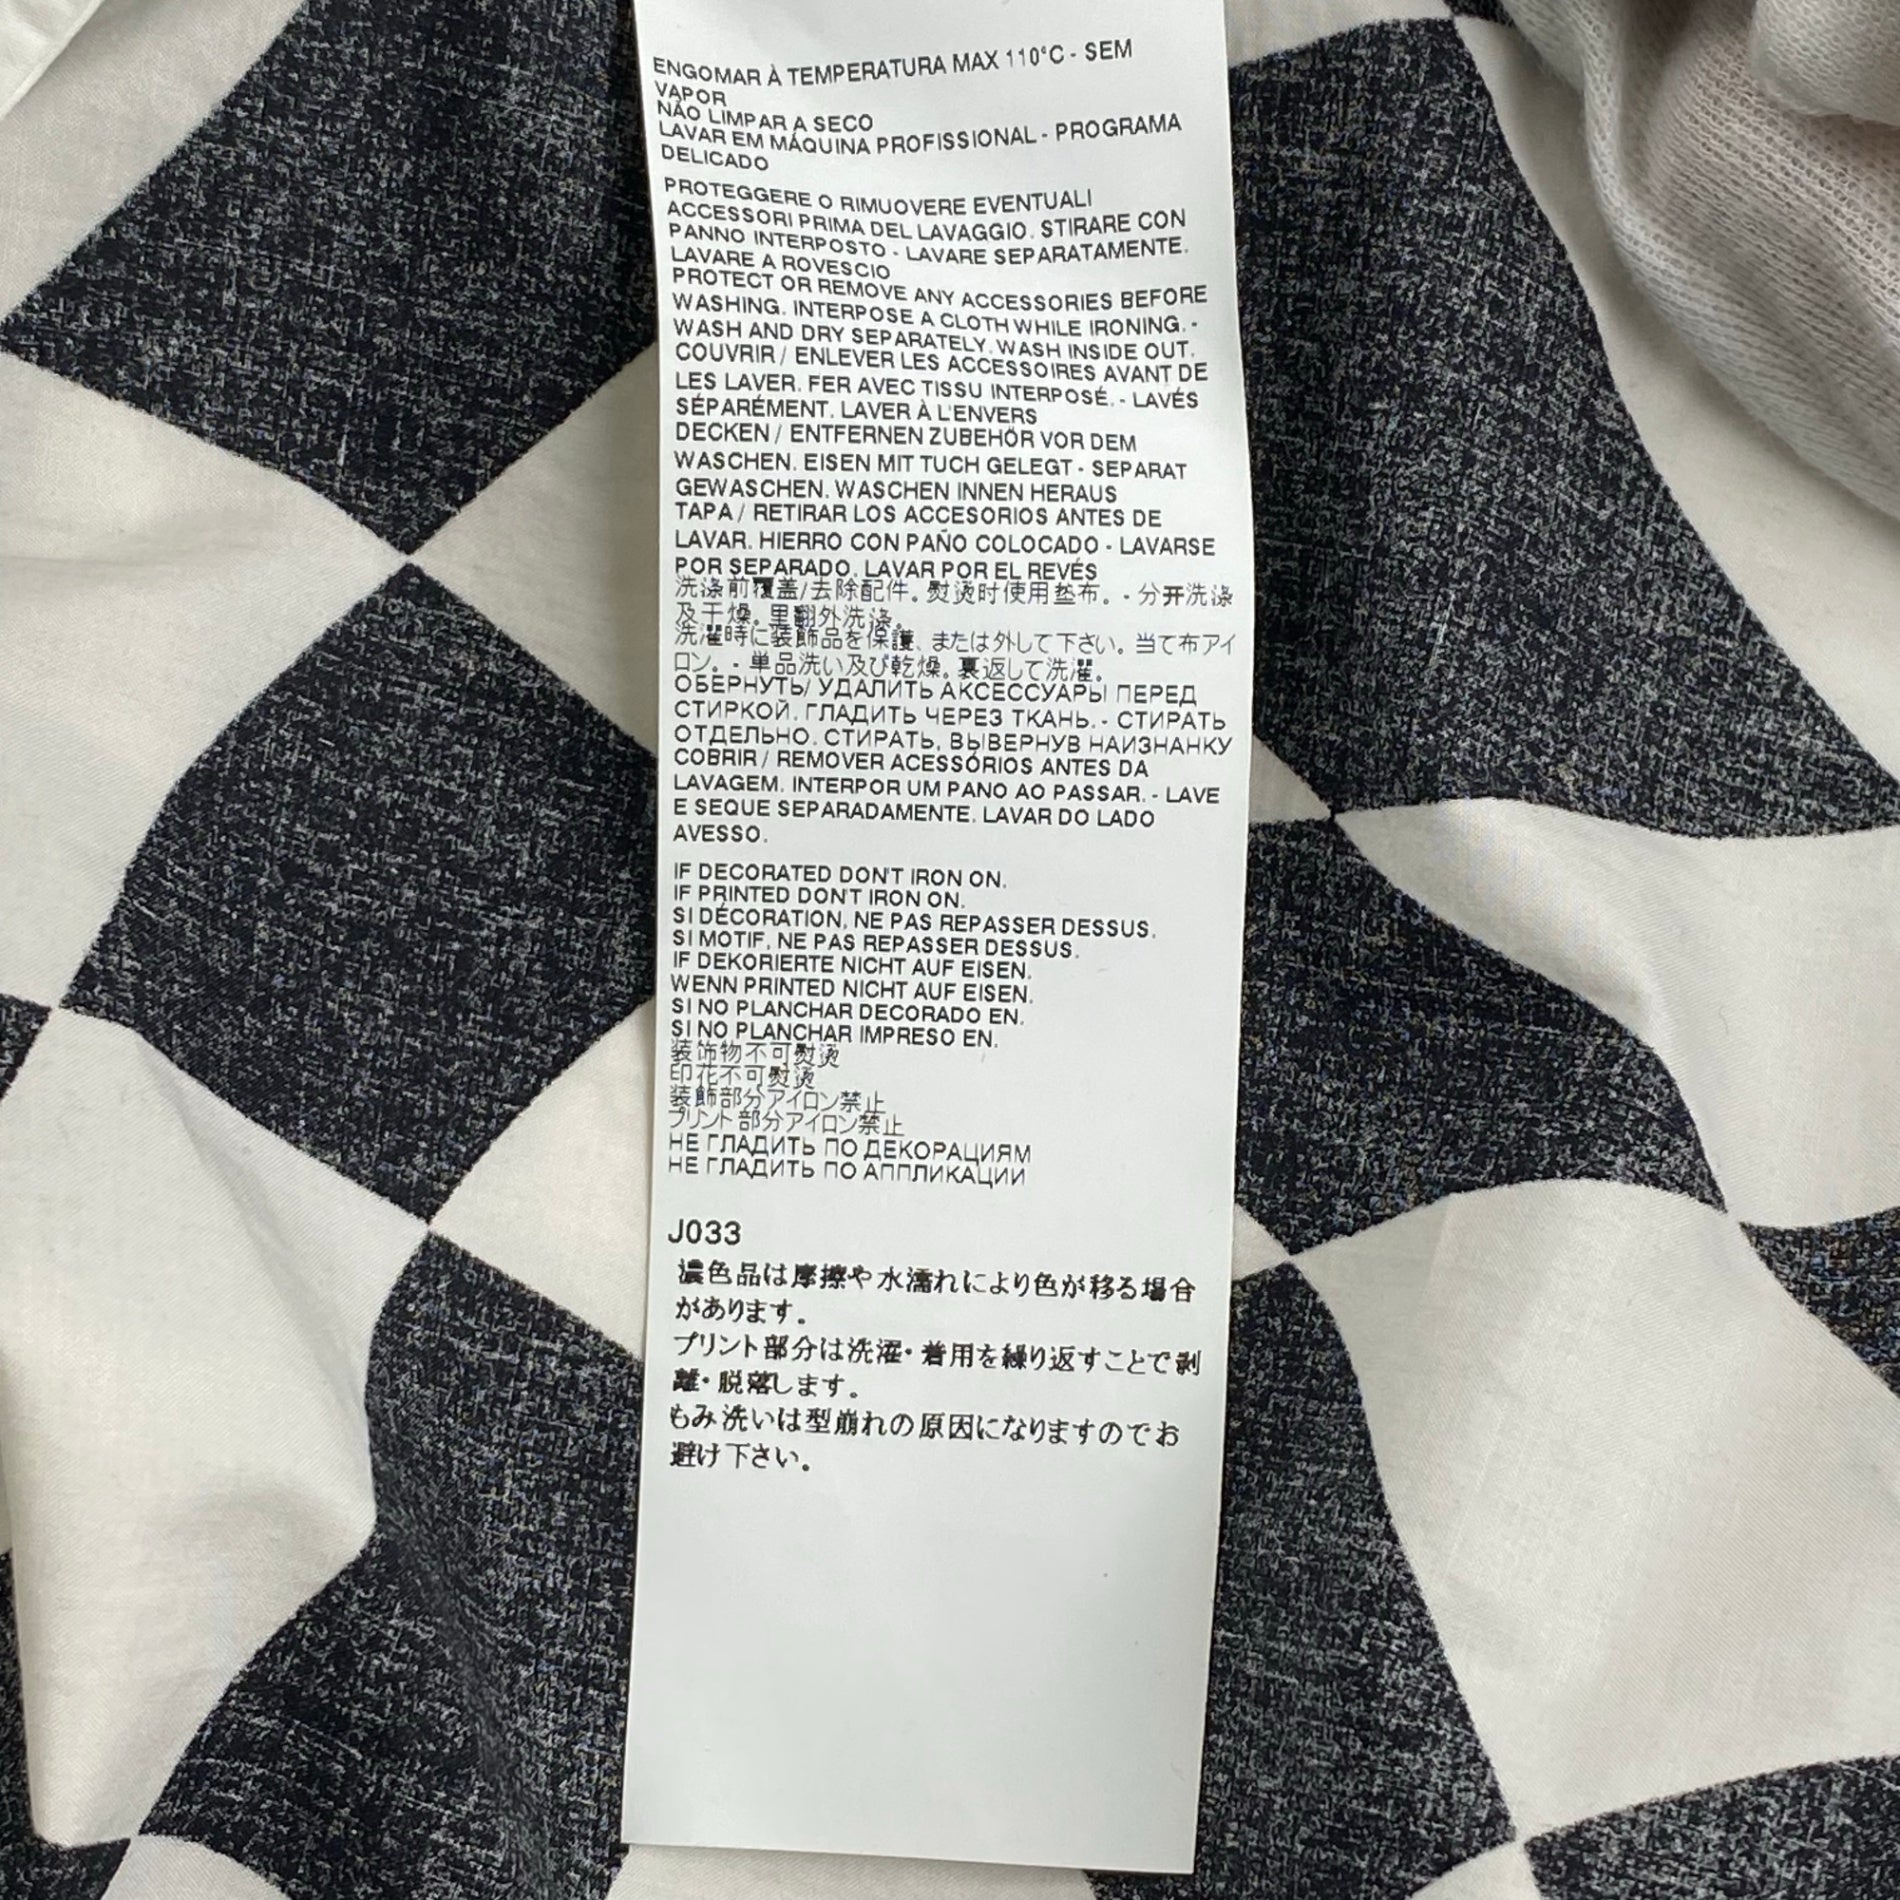 ENGOMAR À TEMPERATURA MAX 110°C - SEM
VAPOR
NÃO LIMPAR A SECO
LAVAR EM MÁQUINA PROFISSIONAL - PROGRAMA
DELICADO
PROTEGGERE O RIMUOVERE EVENTUALI
ACCESSORI PRIMA DEL LAVAGGIO. STIRARE CON
PANNO INTERPOSTO - LAVARE SEPARATAMENTE.
LAVARE A ROVESCIO
PROTECT OR REMOVE ANY ACCESSORIES BEFORE
WASHING. INTERPOSE A CLOTH WHILE IRONING. -
WASH AND DRY SEPARATELY. WASH INSIDE OUT.
COUVRIR / ENLEVER LES ACCESSOIRES AVANT DE
LES LAVER. FER AVEC TISSU INTERPOSÉ. - LAVÉS
SÉPARÉMENT. LAVER À L'ENVERS
DECKEN / ENTFERNEN ZUBEHÖR VOR DEM
WASCHEN. EISEN MIT TUCH GELEGT - SEPARAT
GEWASCHEN. WASCHEN INNEN HERAUS
TAPA / RETIRAR LOS ACCESORIOS ANTES DE
LAVAR. HIERRO CON PAÑO COLOCADO - LAVARSE
POR SEPARADO. LAVAR POR EL REVÉS
洗涤前覆盖/去除配件。熨烫时使用垫布。 - 分开洗涤
及干燥。里翻外洗涤。
洗濯時に装飾品を保護、または外して下さい。当て布アイ
ロン。 - 単品洗い及び乾燥。裏返して洗濯。
ОБЕРНУТЬ/ УДАЛИТЬ АКСЕССУАРЫ ПЕРЕД
СТИРКОЙ. ГЛАДИТЬ ЧЕРЕЗ ТКАНЬ. - СТИРАТЬ
ОТДЕЛЬНО. СТИРАТЬ, ВЫВЕРНУВ НАИЗНАНКУ
COBRIR / REMOVER ACESSÓRIOS ANTES DA
LAVAGEM. INTERPOR UM PANO AO PASSAR. - LAVE
E SEQUE SEPARADAMENTE. LAVAR DO LADO
AVESSO.
IF DECORATED DON'T IRON ON.
IF PRINTED DON'T IRON ON.
SI DÉCORATION, NE PAS REPASSER DESSUS.
SI MOTIF, NE PAS REPASSER DESSUS.
IF DEKORIERTE NICHT AUF EISEN.
WENN PRINTED NICHT AUF EISEN.
SI NO PLANCHAR DECORADO EN.
SI NO PLANCHAR IMPRESO EN.
装饰物不可熨烫
印花不可熨烫
装飾部分アイロン禁止
プリント部分アイロン禁止
НЕ ГЛАДИТЬ ПО ДЕКОРАЦИЯМ
НЕ ГЛАДИТЬ ПО АППЛИКАЦИИ
J033
濃色品は摩擦や水濡れにより色が移る場合
があります。
プリント部分は洗濯・着用を繰り返すことで剥
離・脱落します。
もみ洗いは型崩れの原因になりますのでお
避け下さい。